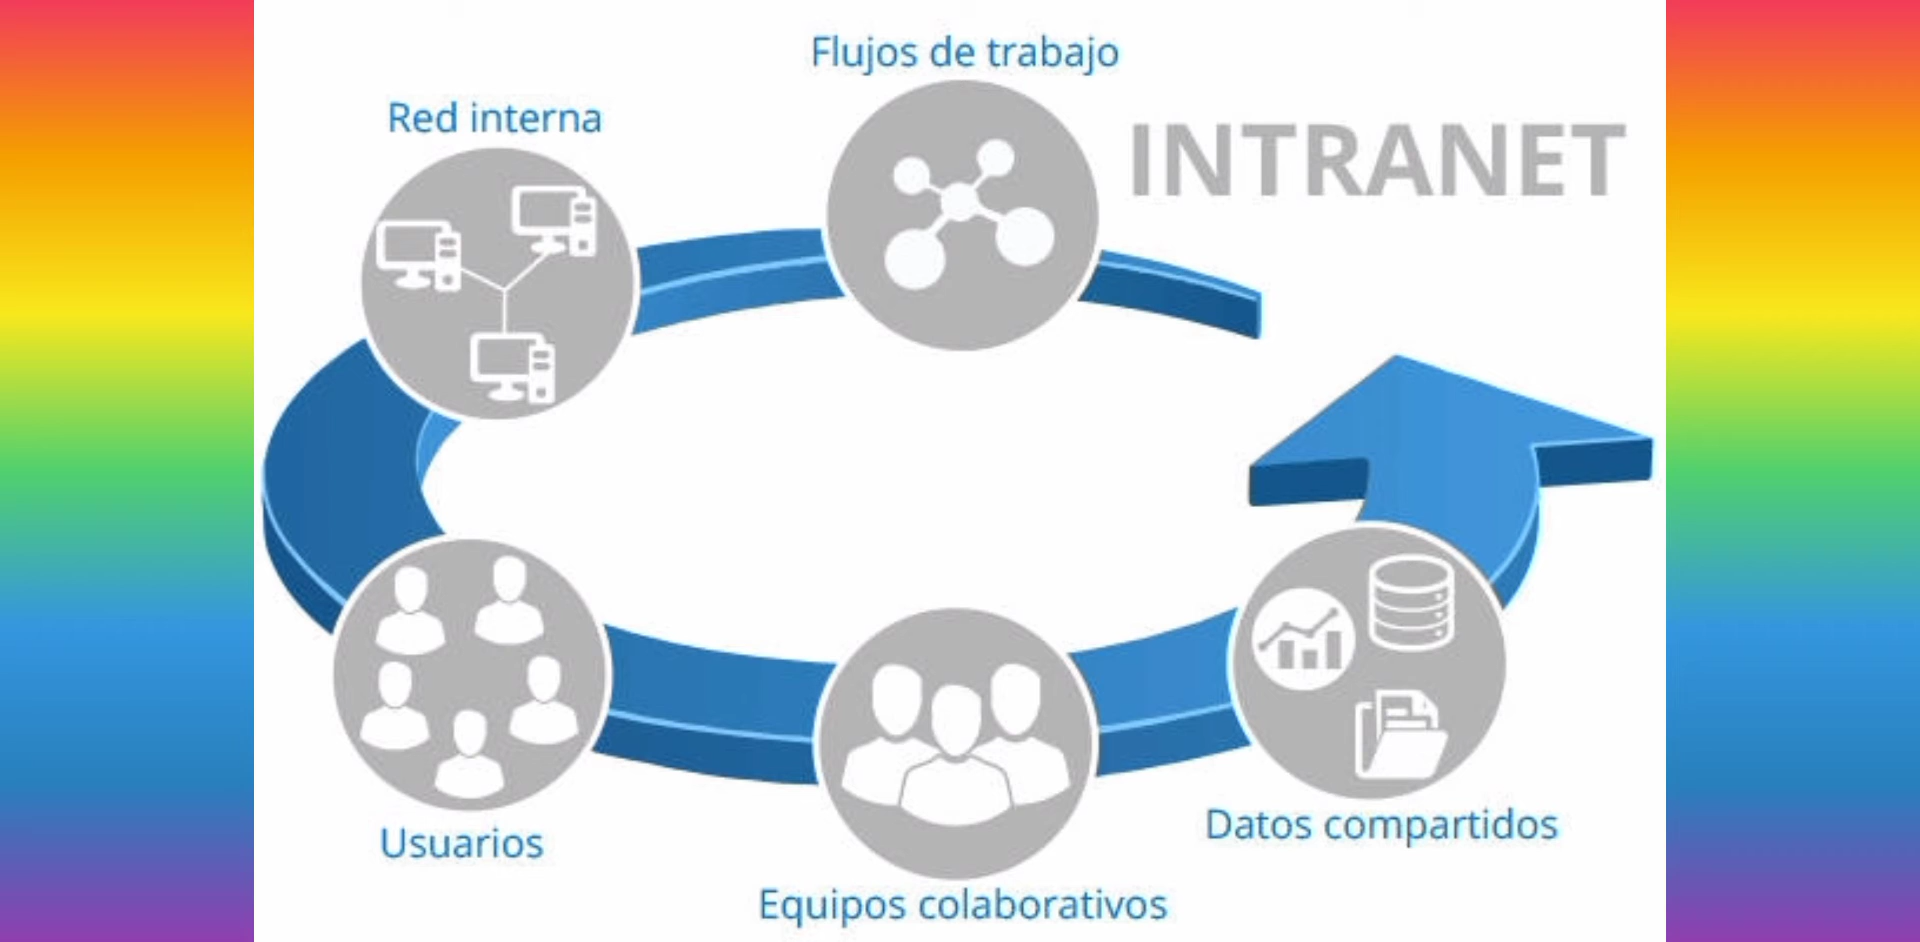 Flujos de trabajo
Red interna
INTRANET
Usuarios
Datos compartidos
Equipos colaborativos